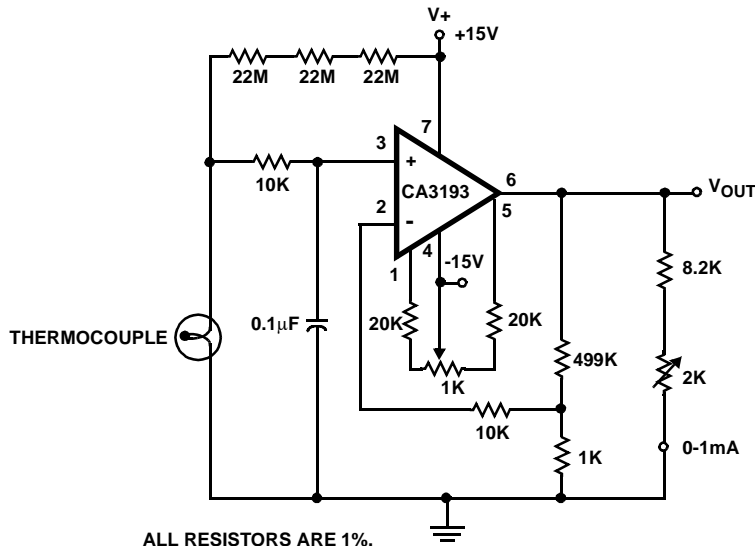 V+
+15V
22M
22M
22M
7
3
+
10K
CA3193
6
VOUT
2
-
5
4
1
-15V
8.2K
THERMOCOUPLE
0.1μF
20K
20K
1K
499K
2K
10K
1K
0-1mA
ALL RESISTORS ARE 1%.